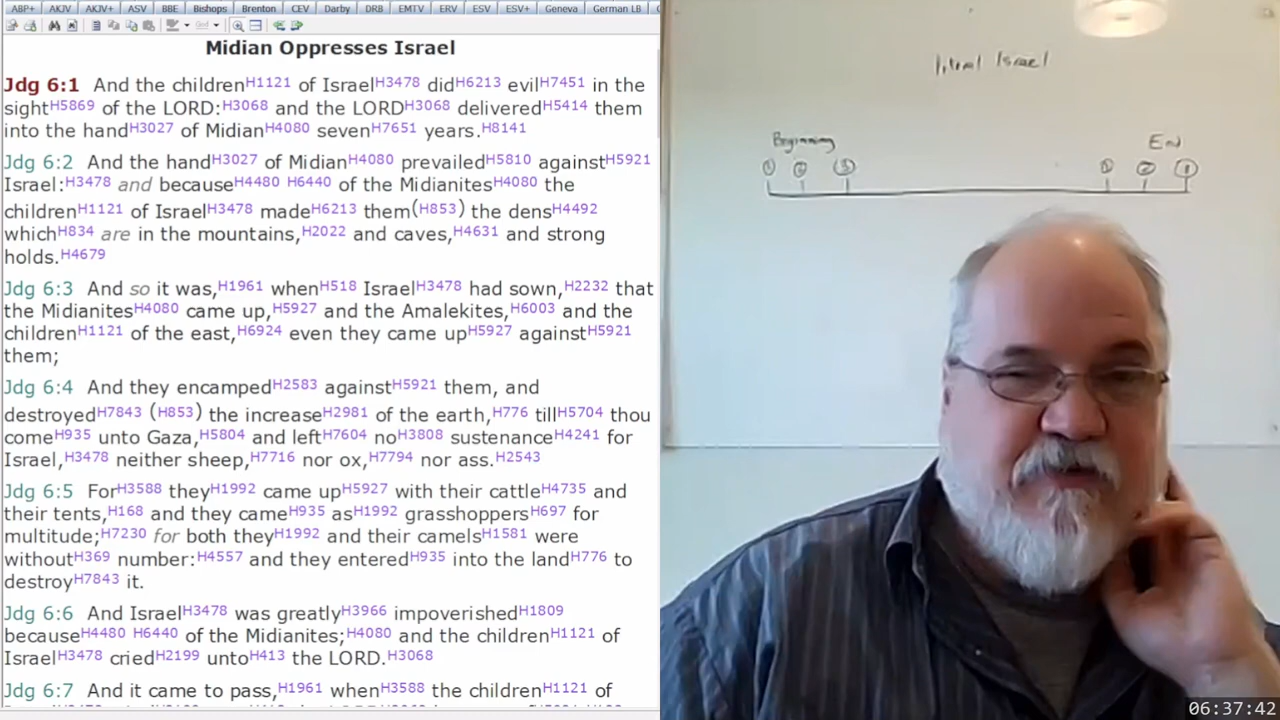 ABP+ AKJV AKJV+ ASV BBE Bishops Brenton CEV Darby DRB EMTV ERV ESV ESV+ Geneva German LB
Midian Oppresses Israel
Jdg 6:1 And the childrenH1121 of IsraelH3478 didH6213 evilH7451 in the
sightH5869 of the LORD:H3068 and the LORDH3068 deliveredH5414 them
into the handH3027 of MidianH4080 sevenH7651 years.H8141
Jdg 6:2 And the handH3027 of MidianH4080 prevailedH5810 againstH5921
Israel:H3478 and becauseH4480 H6440 of the MidianitesH4080 the
childrenH1121 of IsraelH3478 madeH6213 them(H853) the densH4492
whichH834 are in the mountains,H2022 and caves,H4631 and strong
holds.H4679
Jdg 6:3 And so it was,H1961 whenH518 IsraelH3478 had sown,H2232 that
the MidianitesH4080 came up,H5927 and the Amalekites,H6003 and the
childrenH1121 of the east,H6924 even they came upH5927 againstH5921
them;
Jdg 6:4 And they encampedH2583 againstH5921 them, and
destroyedH7843 (H853) the increaseH2981 of the earth,H776 tillH5704 thou
comeH935 unto Gaza,H5804 and leftH7604 noH3808 sustenanceH4241 for
Israel,H3478 neither sheep,H7716 nor ox,H7794 nor ass.H2543
Jdg 6:5 ForH3588 theyH1992 came upH5927 with their cattleH4735 and
their tents,H168 and they cameH935 asH1992 grasshoppersH697 for
multitude;H7230 for both theyH1992 and their camelsH1581 were
withoutH369 number:H4557 and they enteredH935 into the landH776 to
destroyH7843 it.
Jdg 6:6 And IsraelH3478 was greatlyH3966 impoverishedH1809
becauseH4480 H6440 of the Midianites;H4080 and the childrenH1121 of
IsraelH3478 criedH2199 untoH413 the LORD.H3068
Jdg 6:7 And it came to pass,H1961 whenH3588 the childrenH1121 of
Israel
Beginning End
1 2 3 1 2
06:37:42